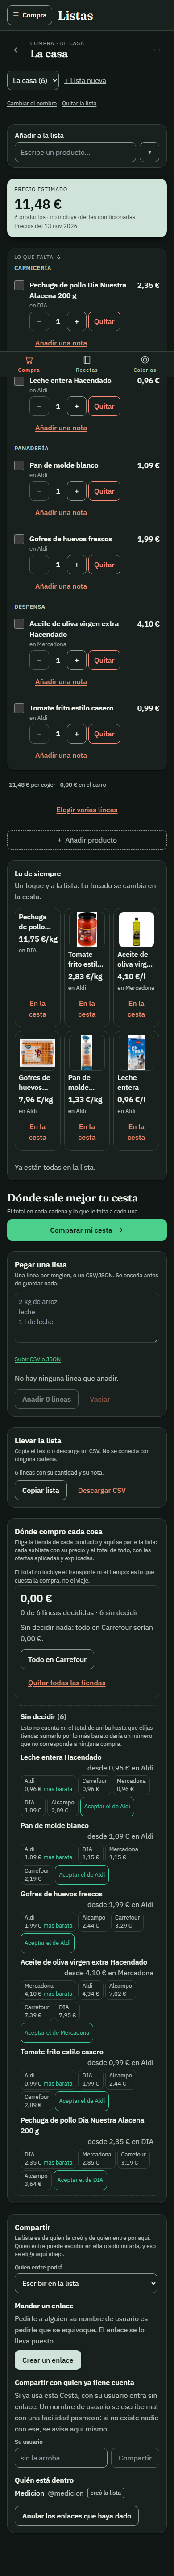 ☰ Compra
Listas
←
COMPRA · DE CASA
La casa
···
La casa (6)
+ Lista nueva
Cambiar el nombre
Quitar la lista
Añadir a la lista
Escribe un producto...
PRECIO ESTIMADO
11,48 €
6 productos · no incluye ofertas condicionadas
Precios del 13 nov 2026
LO QUE FALTA 6
CARNICERÍA
Pechuga de pollo Dia Nuestra Alacena 200 g
2,35 €
en DIA
− 1 + Quitar
Añadir una nota
Compra
Recetas
Calorías
Leche entera Hacendado
0,96 €
en Aldi
− 1 + Quitar
Añadir una nota
PANADERÍA
Pan de molde blanco
1,09 €
en Aldi
− 1 + Quitar
Añadir una nota
Gofres de huevos frescos
1,99 €
en Aldi
− 1 + Quitar
Añadir una nota
DESPENSA
Aceite de oliva virgen extra Hacendado
4,10 €
en Mercadona
− 1 + Quitar
Añadir una nota
Tomate frito estilo casero
0,99 €
en Aldi
− 1 + Quitar
Añadir una nota
11,48 € por coger · 0,00 € en el carro
Elegir varias líneas
+ Añadir producto
Lo de siempre
Un toque y a la lista. Lo tocado se cambia en la cesta.
Pechuga de pollo...
11,75 €/kg
en DIA
En la cesta
Tomate frito estil...
2,83 €/kg
en Aldi
En la cesta
Aceite de oliva virg...
4,10 €/l
en Mercadona
En la cesta
Gofres de huevos...
7,96 €/kg
en Aldi
En la cesta
Pan de molde...
1,33 €/kg
en Aldi
En la cesta
Leche entera
0,96 €/l
en Aldi
En la cesta
Ya están todas en la lista.
Dónde sale mejor tu cesta
El total en cada cadena y lo que le falta a cada una.
Comparar mi cesta →
Pegar una lista
Una línea por renglón, o un CSV/JSON. Se enseña antes de guardar nada.
2 kg de arroz
leche
1 l de leche
Subir CSV o JSON
No hay ninguna línea que anadir.
Anadir 0 lineas
Vaciar
Llevar la lista
Copia el texto o descarga un CSV. No se conecta con ninguna cadena.
6 líneas con su cantidad y su nota.
Copiar lista
Descargar CSV
Dónde compro cada cosa
Elige la tienda de cada producto y aquí se parte la lista: cada sublista con su precio y el total de todo, con las ofertas aplicadas y explicadas.
El total no incluye el transporte ni el tiempo: es lo que cuesta la compra, no el viaje.
0,00 €
0 de 6 líneas decididas · 6 sin decidir
Sin decidir nada: todo en Carrefour serían 0,00 €.
Todo en Carrefour
Quitar todas las tiendas
Sin decidir (6)
Esto no cuenta en el total de arriba hasta que elijas tienda: sumarlo por lo más barato daría un número que no compraste.
Leche entera Hacendado
desde 0,96 € en Aldi
Aldi
0,96 € más barata
Carrefour
0,96 €
Mercadona
0,96 €
DIA
1,09 €
Alcampo
2,09 €
Aceptar el de Aldi
Pan de molde blanco
desde 1,09 € en Aldi
Aldi
1,09 € más barata
DIA
1,15 €
Mercadona
1,15 €
Carrefour
2,19 €
Aceptar el de Aldi
Gofres de huevos frescos
desde 1,99 € en Aldi
Aldi
1,99 € más barata
Alcampo
2,44 €
Carrefour
3,29 €
Aceptar el de Aldi
Aceite de oliva virgen extra Hacendado
desde 4,10 € en Mercadona
Mercadona
4,10 € más barata
Aldi
4,34 €
Alcampo
7,02 €
Carrefour
7,39 €
DIA
7,95 €
Aceptar el de Mercadona
Tomate frito estilo casero
desde 0,99 € en Aldi
Aldi
0,99 € más barata
DIA
1,99 €
Alcampo
2,44 €
Carrefour
2,89 €
Aceptar el de Aldi
Pechuga de pollo Dia Nuestra Alacena 200 g
desde 2,35 € en DIA
DIA
2,35 € más barata
Mercadona
2,85 €
Carrefour
3,19 €
Alcampo
3,64 €
Aceptar el de DIA
Compartir
La lista es de quien la creó y de quien entre por aquí. Quien entre puede escribir en ella o solo mirarla, y eso se elige aquí abajo.
Quien entre podrá
Escribir en la lista
Mandar un enlace
Pedirle a alguien su nombre de usuario es pedirle que se equivoque. El enlace se lo lleva puesto.
Crear un enlace
Compartir con quien ya tiene cuenta
Si ya usa esta Cesta, con su usuario entra sin enlace. Un nombre de usuario se escribe mal con una facilidad pasmosa: si no existe nadie con ese, se avisa aquí mismo.
Su usuario
sin la arroba
Compartir
Quién está dentro
Medicion @medicion creó la lista
Anular los enlaces que haya dado